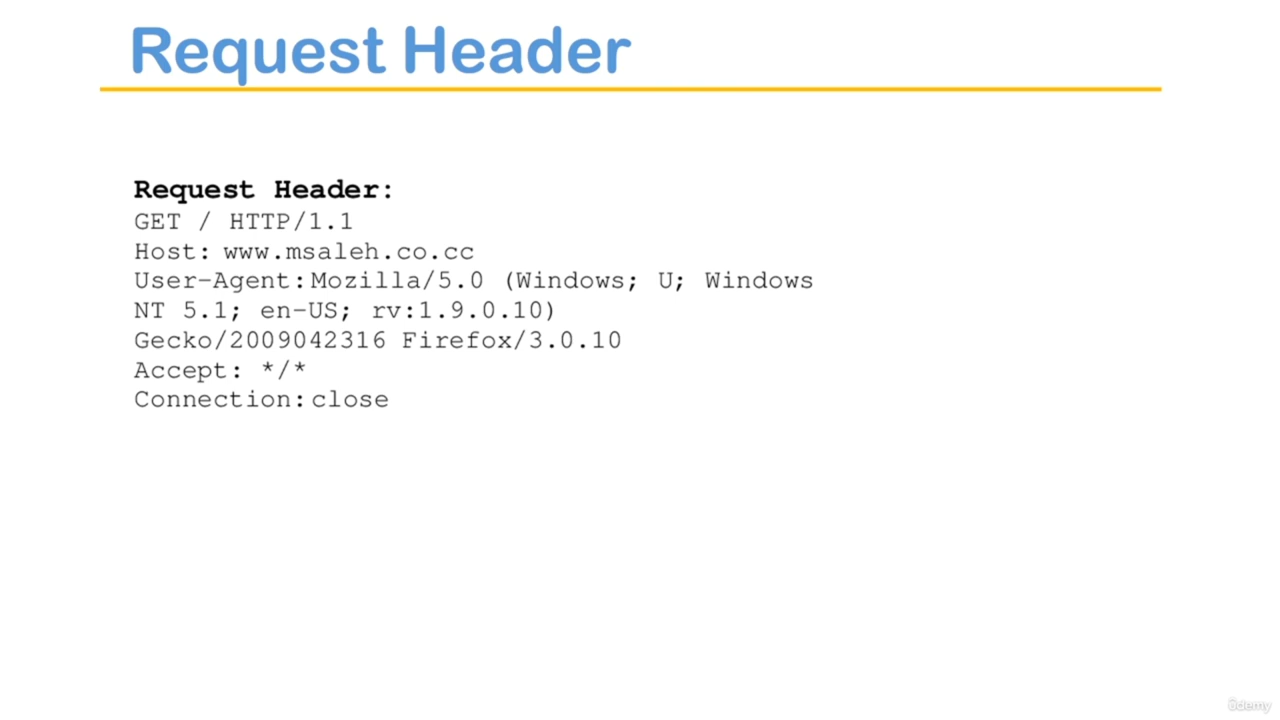 Request Header
Request Header:
GET / HTTP/1.1
Host: www.msaleh.co.cc
User-Agent:Mozilla/5.0 (Windows; U; Windows
NT 5.1; en-US; rv:1.9.0.10)
Gecko/2009042316 Firefox/3.0.10
Accept: */*
Connection:close
ûdemy